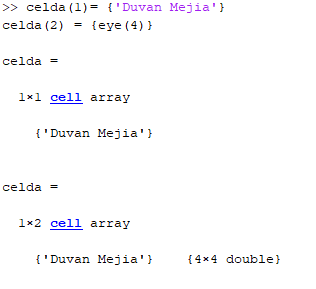 >> celda(1)= {'Duvan Mejia'}
celda(2) = {eye(4)}
celda =
1×1 cell array
{'Duvan Mejia'}
celda =
1×2 cell array
{'Duvan Mejia'}    {4×4 double}